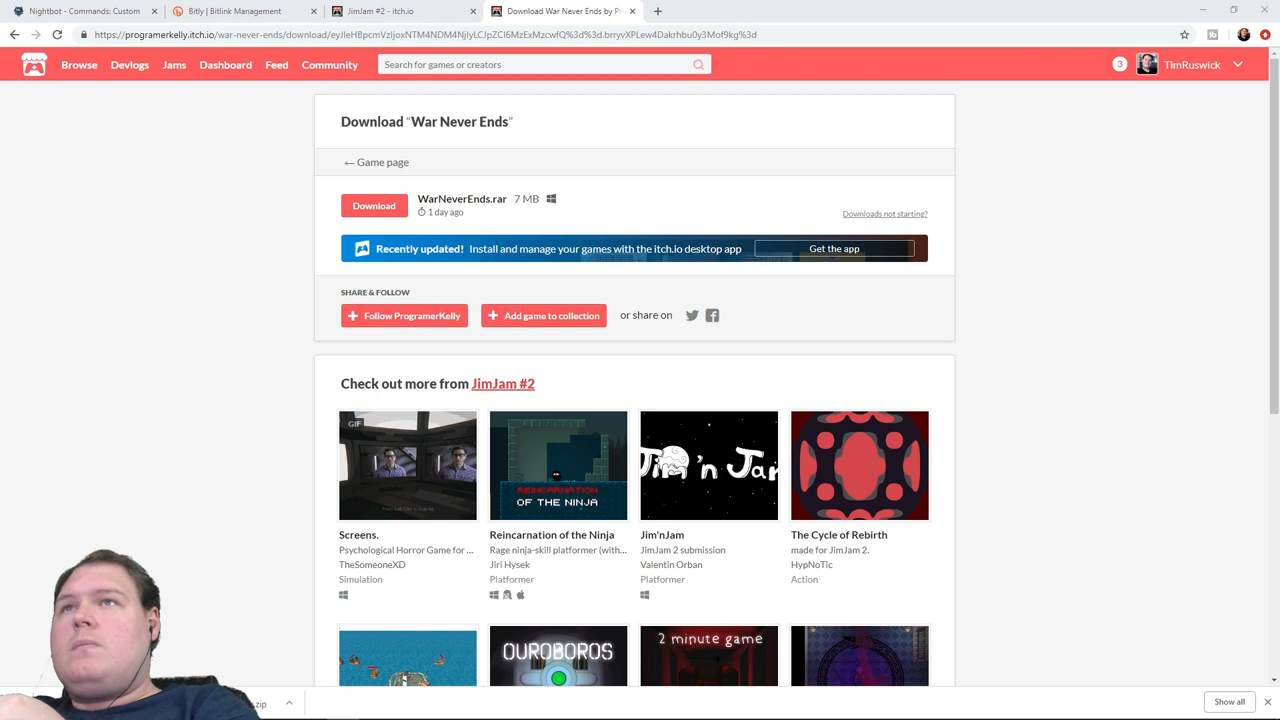 Nightbot - Commands: Custom
Bitly | Bitlink Management
JimJam #2 - itch.io
Download War Never Ends by Pr
https://programerkelly.itch.io/war-never-ends/download/
Browse
Devlogs
Jams
Dashboard
Feed
Community
Search for games or creators
3
TimRuswick
Download “War Never Ends”
← Game page
Download
WarNeverEnds.rar 7 MB
1 day ago
Downloads not starting?
Recently updated! Install and manage your games with the itch.io desktop app
Get the app
SHARE & FOLLOW
Follow ProgramerKelly
Add game to collection
or share on
Check out more from JimJam #2
GIF
REINCARNATION
OF THE NINJA
Jim'n Jam
Screens.
Psychological Horror Game for ...
TheSomeoneXD
Simulation
Reincarnation of the Ninja
Rage ninja-skill platformer (with...
Jiri Hysek
Platformer
Jim'nJam
JimJam 2 submission
Valentin Orban
Platformer
The Cycle of Rebirth
made for JimJam 2.
HypNoTic
Action
OUROBOROS
2 minute game
.zip
Show all